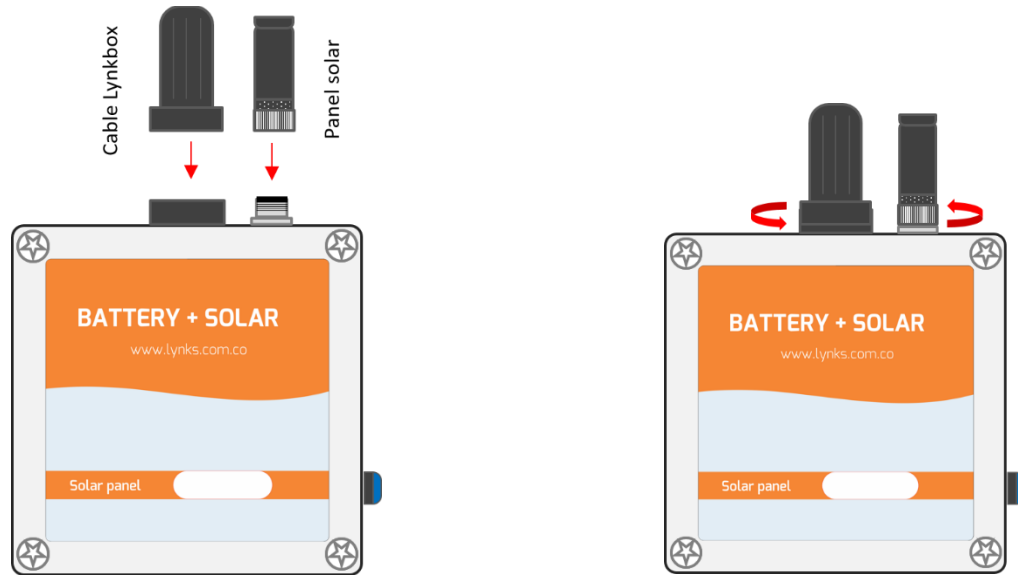 Cable Lynkbox
Panel solar
BATTERY + SOLAR
www.lynks.com.co
Solar panel
BATTERY + SOLAR
www.lynks.com.co
Solar panel